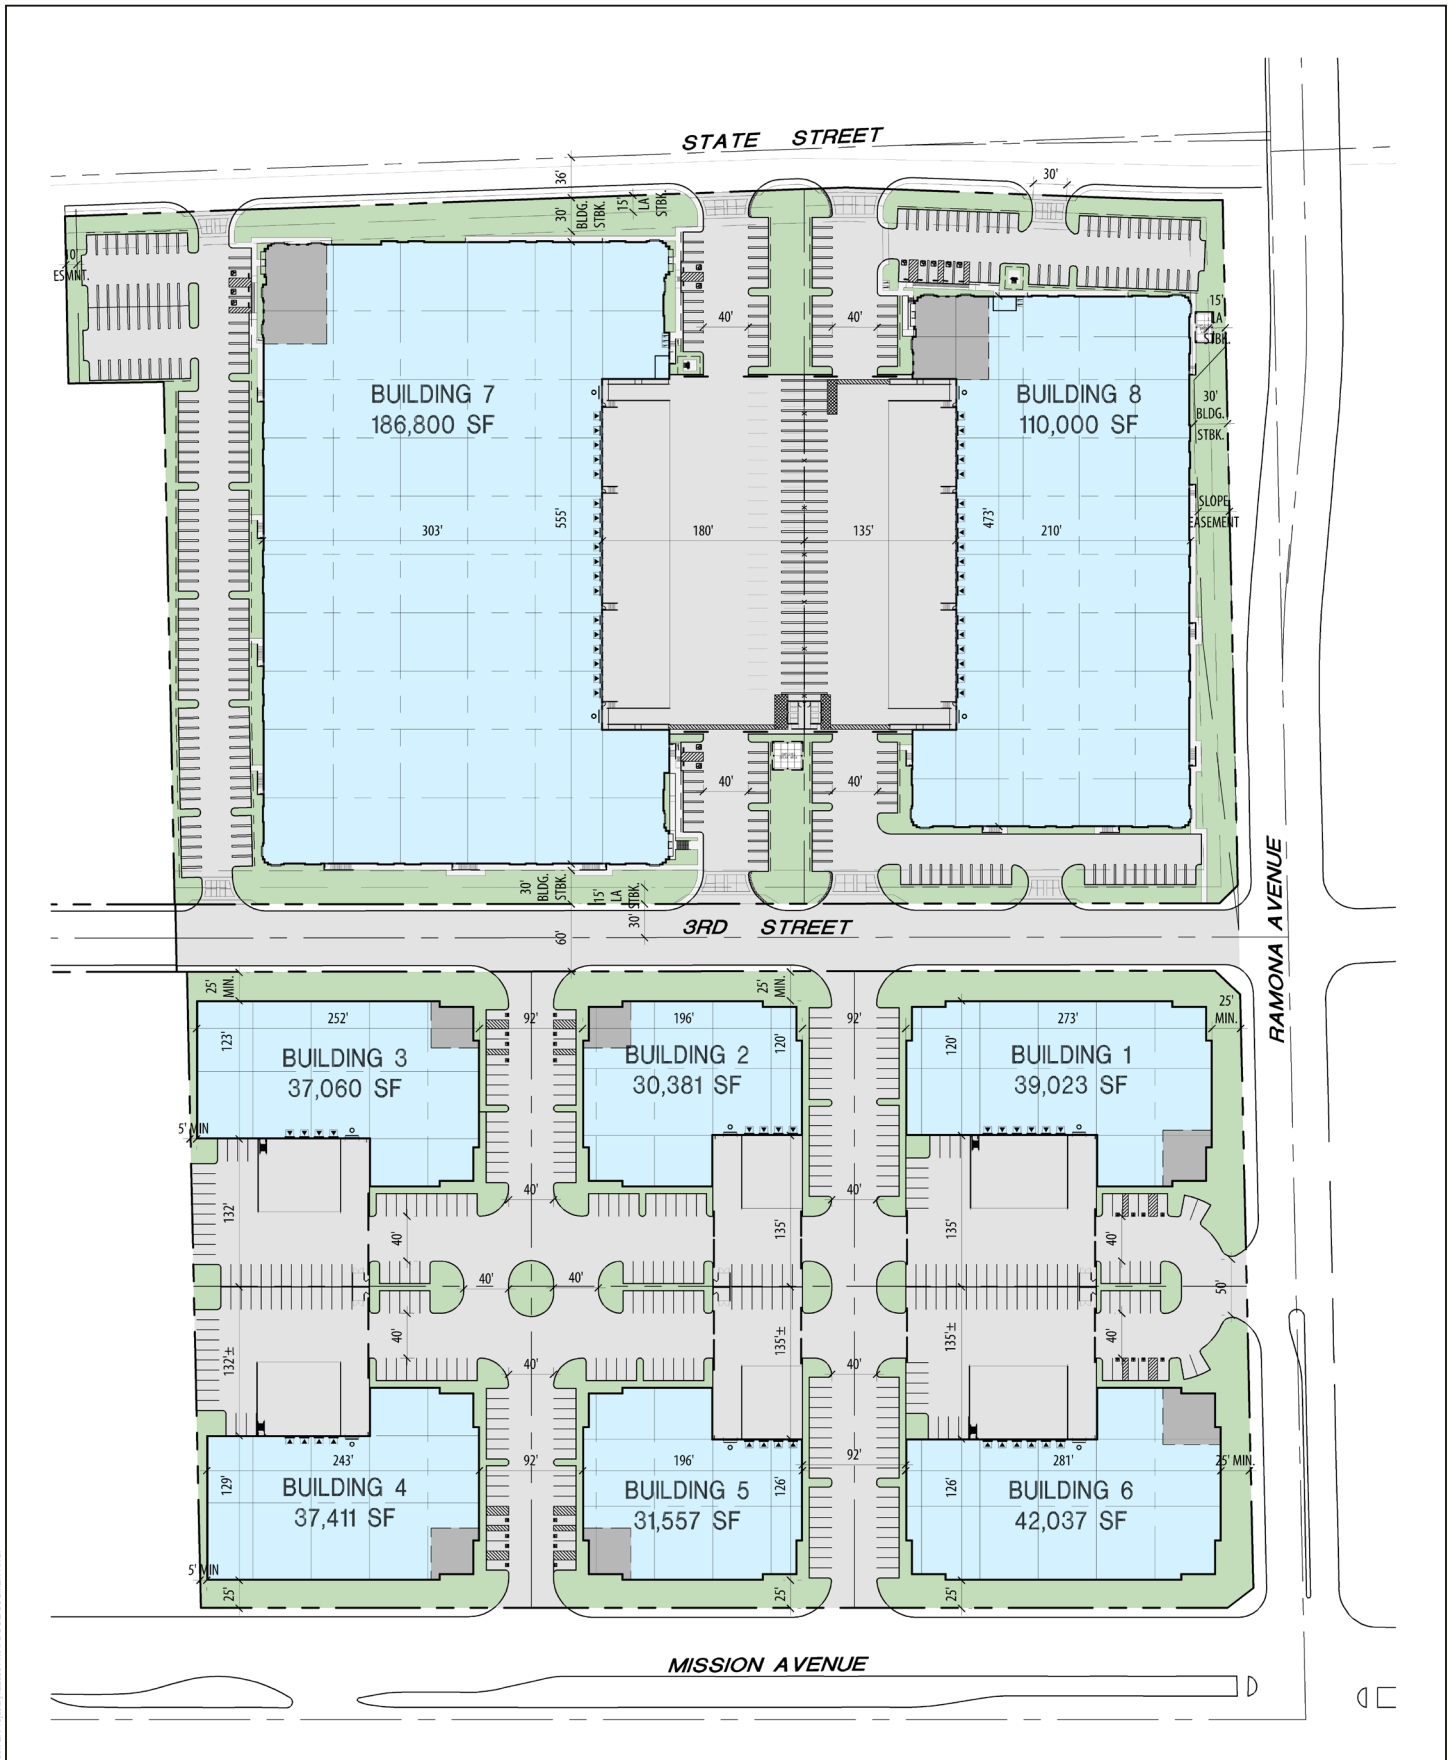 STATE STREET
36'
30'
BLDG.
STBK.
15'
LA
STBK.
30'
10'
ESMNT.
40'
40'
15'
LA
STBK.
BUILDING 7
186,800 SF
BUILDING 8
110,000 SF
30'
BLDG.
STBK.
SLOPE
EASEMENT
303'
555'
180'
135'
473'
210'
40'
40'
30'
BLDG.
STBK.
15'
LA
STBK.
30'
60'
3RD STREET
RAMONA AVENUE
25'
MIN.
25'
MIN.
25'
MIN.
252'
92'
196'
92'
273'
123'
120'
120'
BUILDING 3
37,060 SF
BUILDING 2
30,381 SF
BUILDING 1
39,023 SF
5' MIN
40'
40'
132'
40'
135'
135'
40'
40'
40'
50'
132'±
40'
135'±
135'±
40'
40'
40'
243'
92'
196'
92'
281'
25' MIN.
129'
126'
126'
BUILDING 4
37,411 SF
BUILDING 5
31,557 SF
BUILDING 6
42,037 SF
5' MIN
25'
25'
25'
MISSION AVENUE